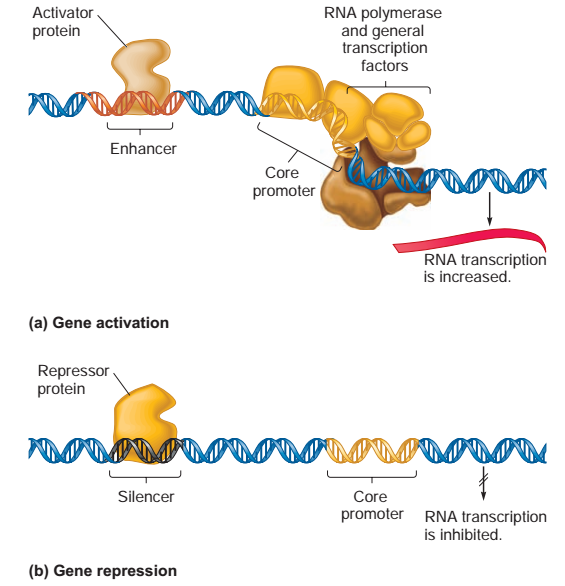 Activator
protein
RNA polymerase
and general
transcription
factors
Enhancer
Core
promoter
RNA transcription
is increased.
(a) Gene activation
Repressor
protein
Silencer
Core
promoter
RNA transcription
is inhibited.
(b) Gene repression